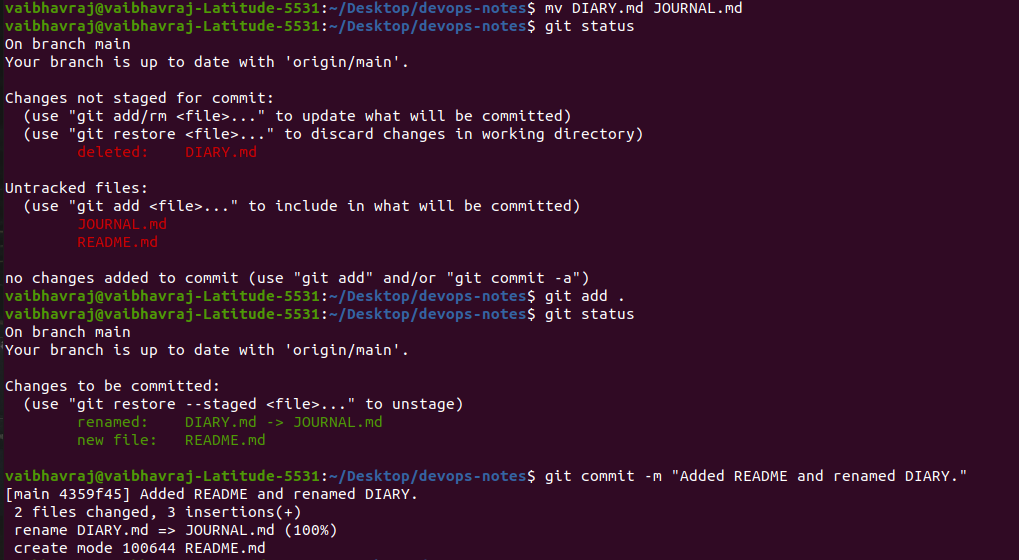 vaibhavraj@vaibhavraj-Latitude-5531:~/Desktop/devops-notes$ mv DIARY.md JOURNAL.md
vaibhavraj@vaibhavraj-Latitude-5531:~/Desktop/devops-notes$ git status
On branch main
Your branch is up to date with 'origin/main'.

Changes not staged for commit:
  (use "git add/rm <file>..." to update what will be committed)
  (use "git restore <file>..." to discard changes in working directory)
        deleted:    DIARY.md

Untracked files:
  (use "git add <file>..." to include in what will be committed)
        JOURNAL.md
        README.md

no changes added to commit (use "git add" and/or "git commit -a")
vaibhavraj@vaibhavraj-Latitude-5531:~/Desktop/devops-notes$ git add .
vaibhavraj@vaibhavraj-Latitude-5531:~/Desktop/devops-notes$ git status
On branch main
Your branch is up to date with 'origin/main'.

Changes to be committed:
  (use "git restore --staged <file>..." to unstage)
        renamed:    DIARY.md -> JOURNAL.md
        new file:   README.md

vaibhavraj@vaibhavraj-Latitude-5531:~/Desktop/devops-notes$ git commit -m "Added README and renamed DIARY."
[main 4359f45] Added README and renamed DIARY.
 2 files changed, 3 insertions(+)
 rename DIARY.md => JOURNAL.md (100%)
 create mode 100644 README.md